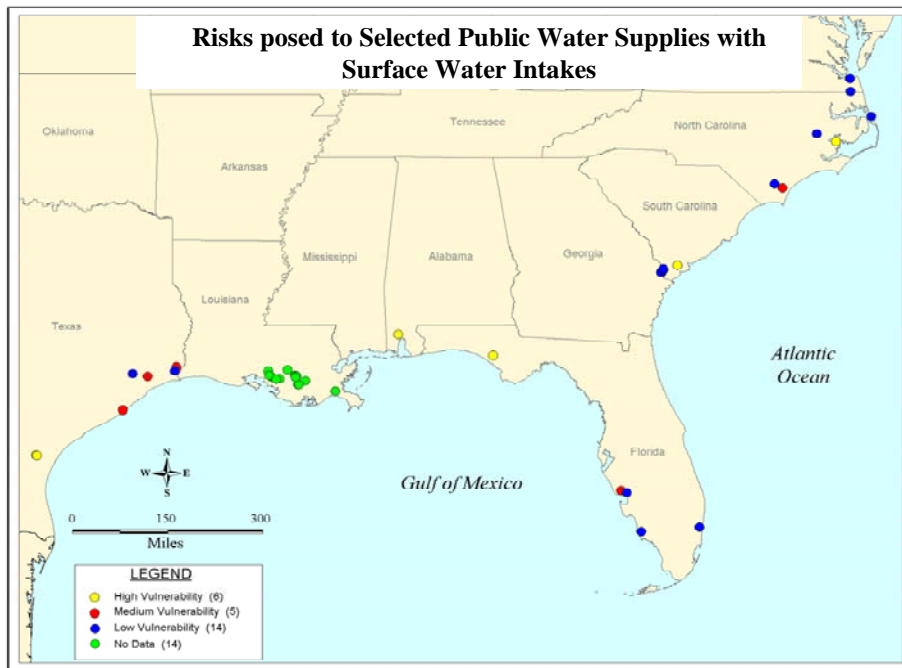 Risks posed to Selected Public Water Supplies with
Surface Water Intakes
Oklahoma
Tennessee
North Carolina
Arkansas
South Carolina
Mississippi
Alabama
Georgia
Louisiana
Texas
Atlantic
Ocean
Florida
N
W E
S
Gulf of Mexico
0 150 300
Miles
LEGEND
High Vulnerability (6)
Medium Vulnerability (5)
Low Vulnerability (14)
No Data (14)